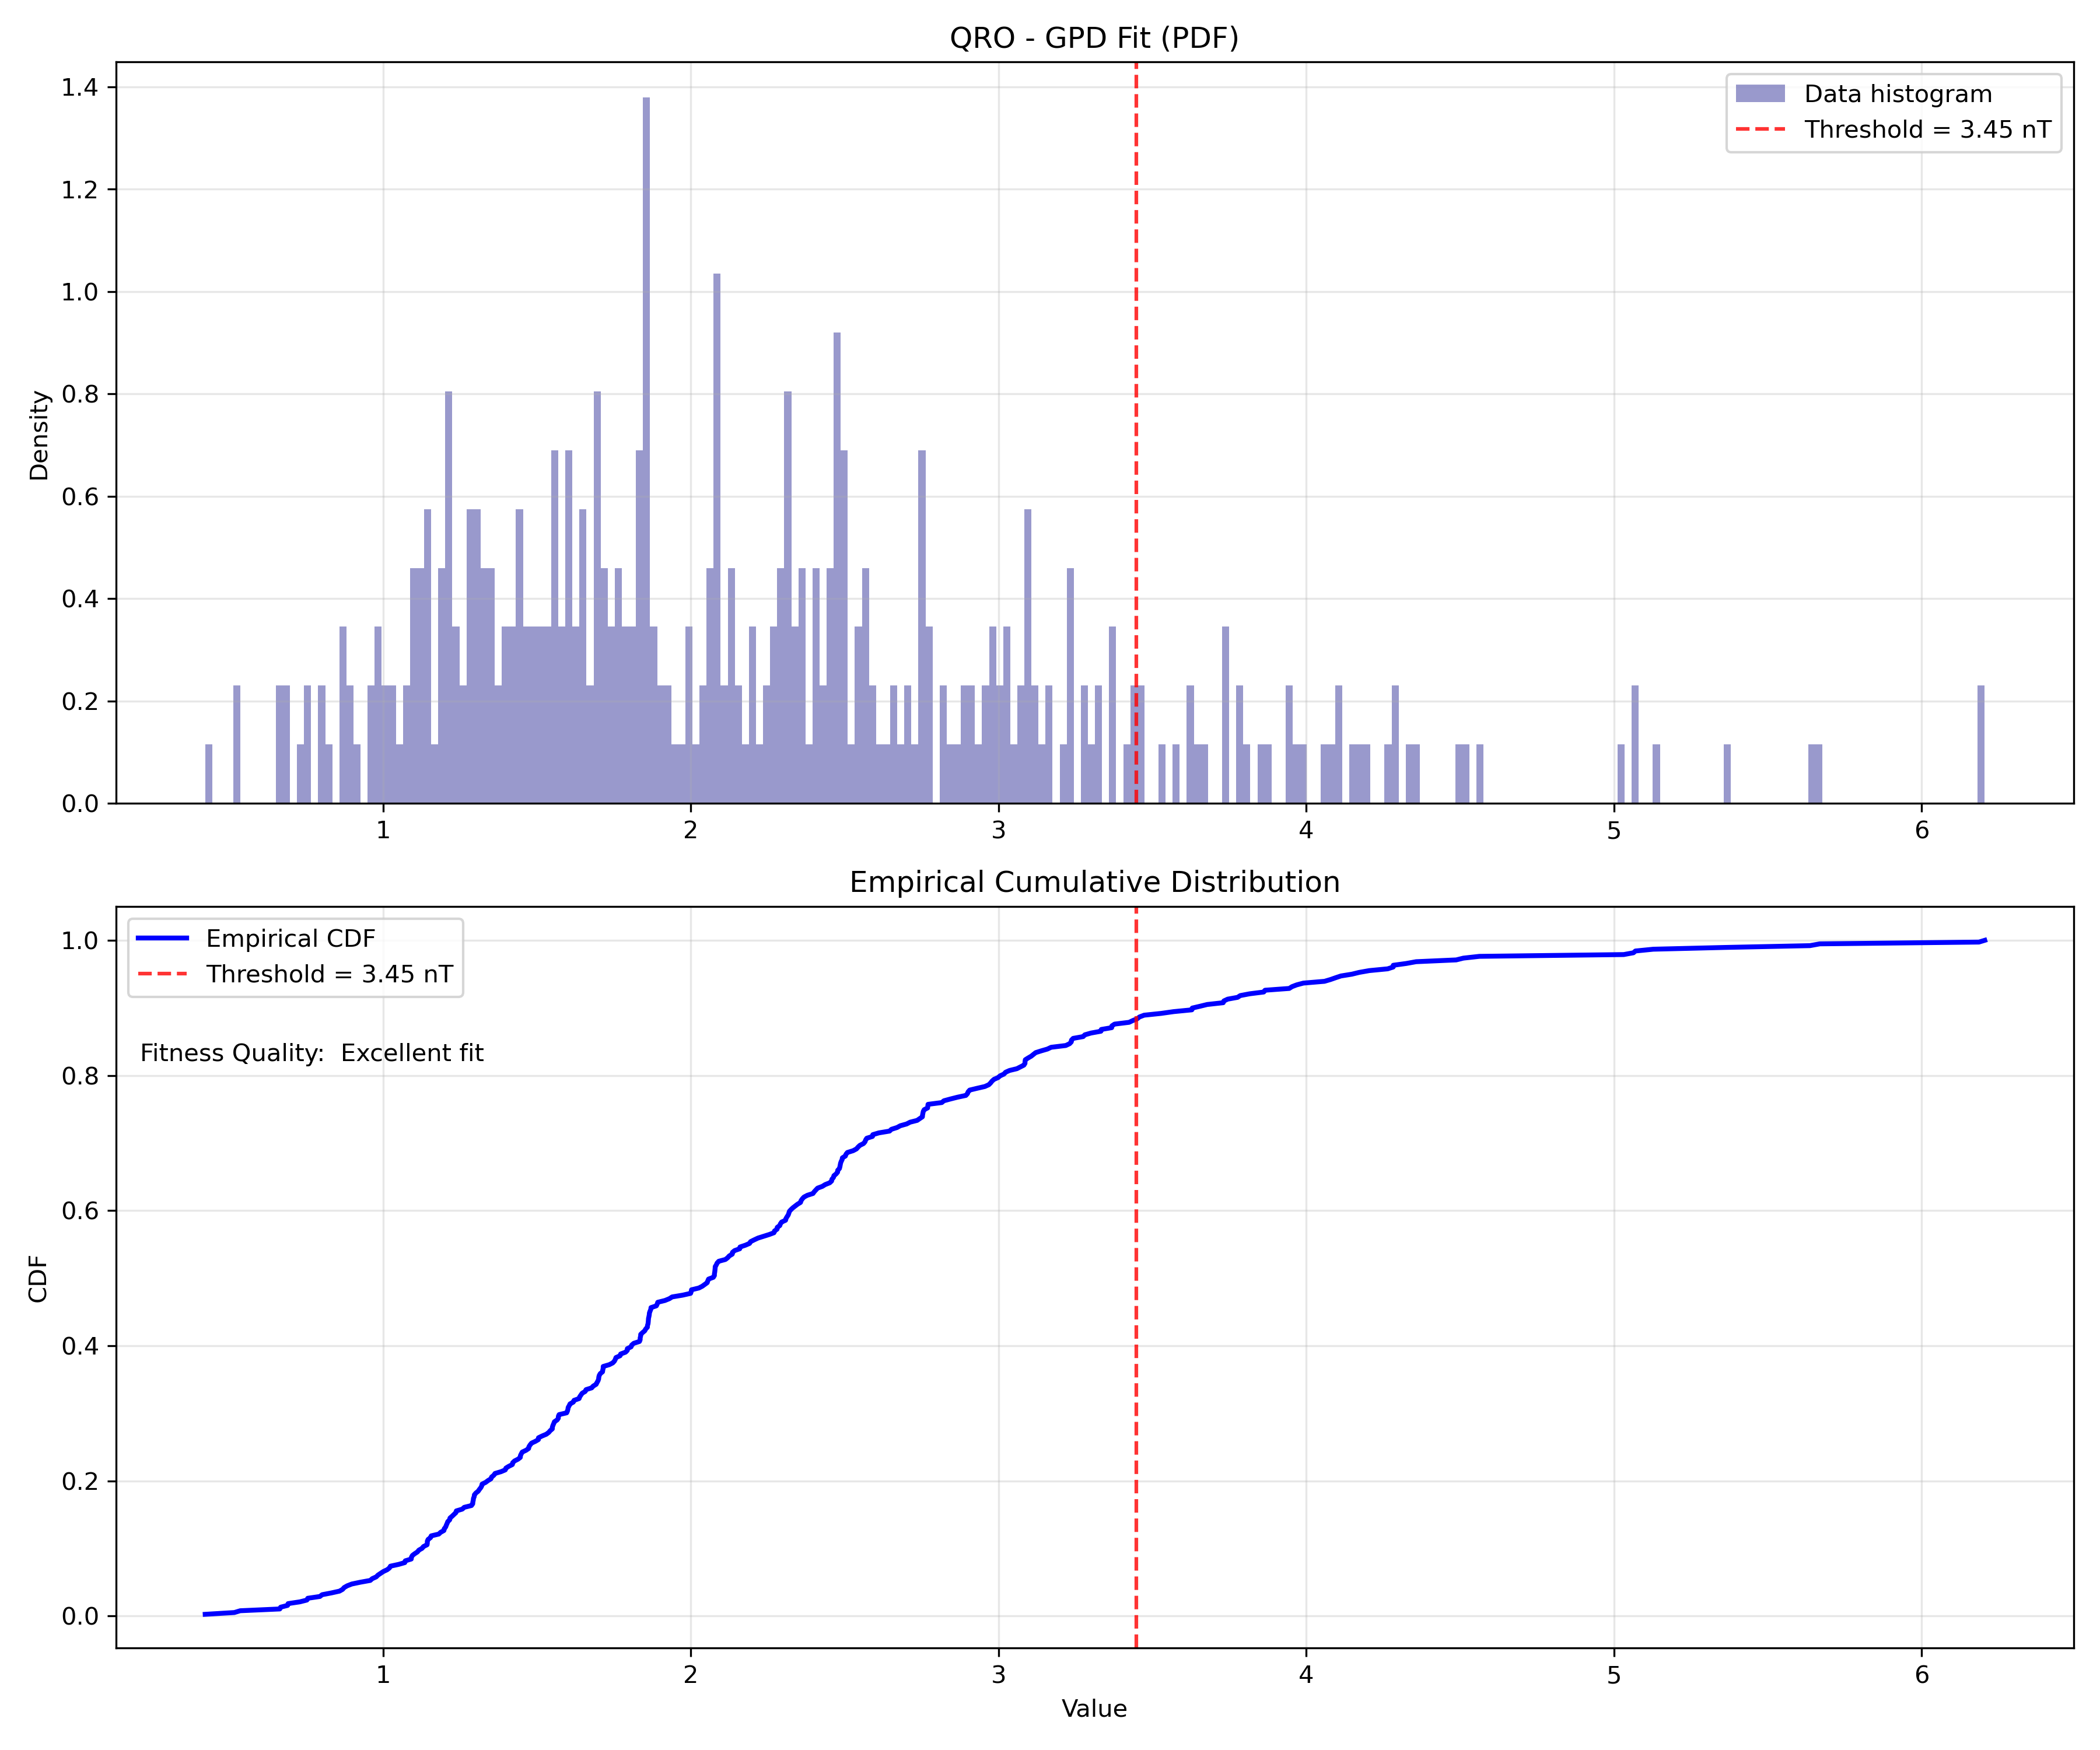 QRO - GPD Fit (PDF)
Data histogram
Threshold = 3.45 nT
Density
1.4
1.2
1.0
0.8
0.6
0.4
0.2
0.0
1 2 3 4 5 6
Empirical Cumulative Distribution
Empirical CDF
Threshold = 3.45 nT
Fitness Quality:  Excellent fit
CDF
1.0
0.8
0.6
0.4
0.2
0.0
1 2 3 4 5 6
Value